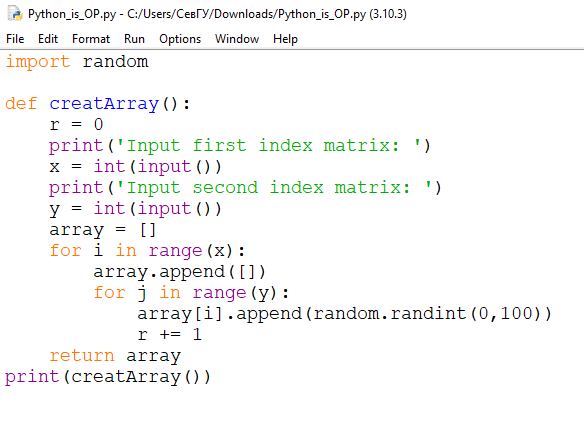 Python_is_OP.py - C:/Users/СевГУ/Downloads/Python_is_OP.py (3.10.3)
File Edit Format Run Options Window Help
import random
def creatArray():
    r = 0
    print('Input first index matrix: ')
    x = int(input())
    print('Input second index matrix: ')
    y = int(input())
    array = []
    for i in range(x):
        array.append([])
        for j in range(y):
            array[i].append(random.randint(0,100))
            r += 1
    return array
print(creatArray())